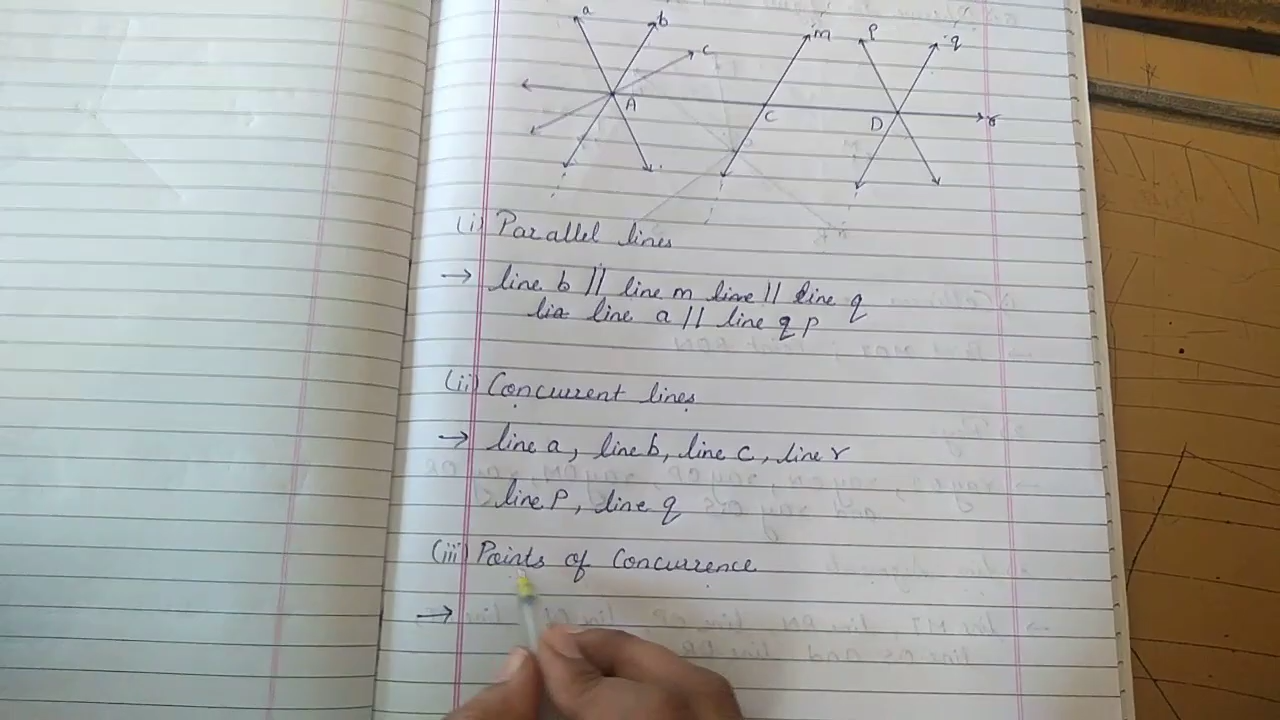 a b c m p q
A C D r
(i) Parallel lines
→ line b || line m line || line q
lia line a || line q p
(ii) Concurrent lines
→ line a, line b, line c, line r
line P, line q
(iii) Points of Concurrence
→